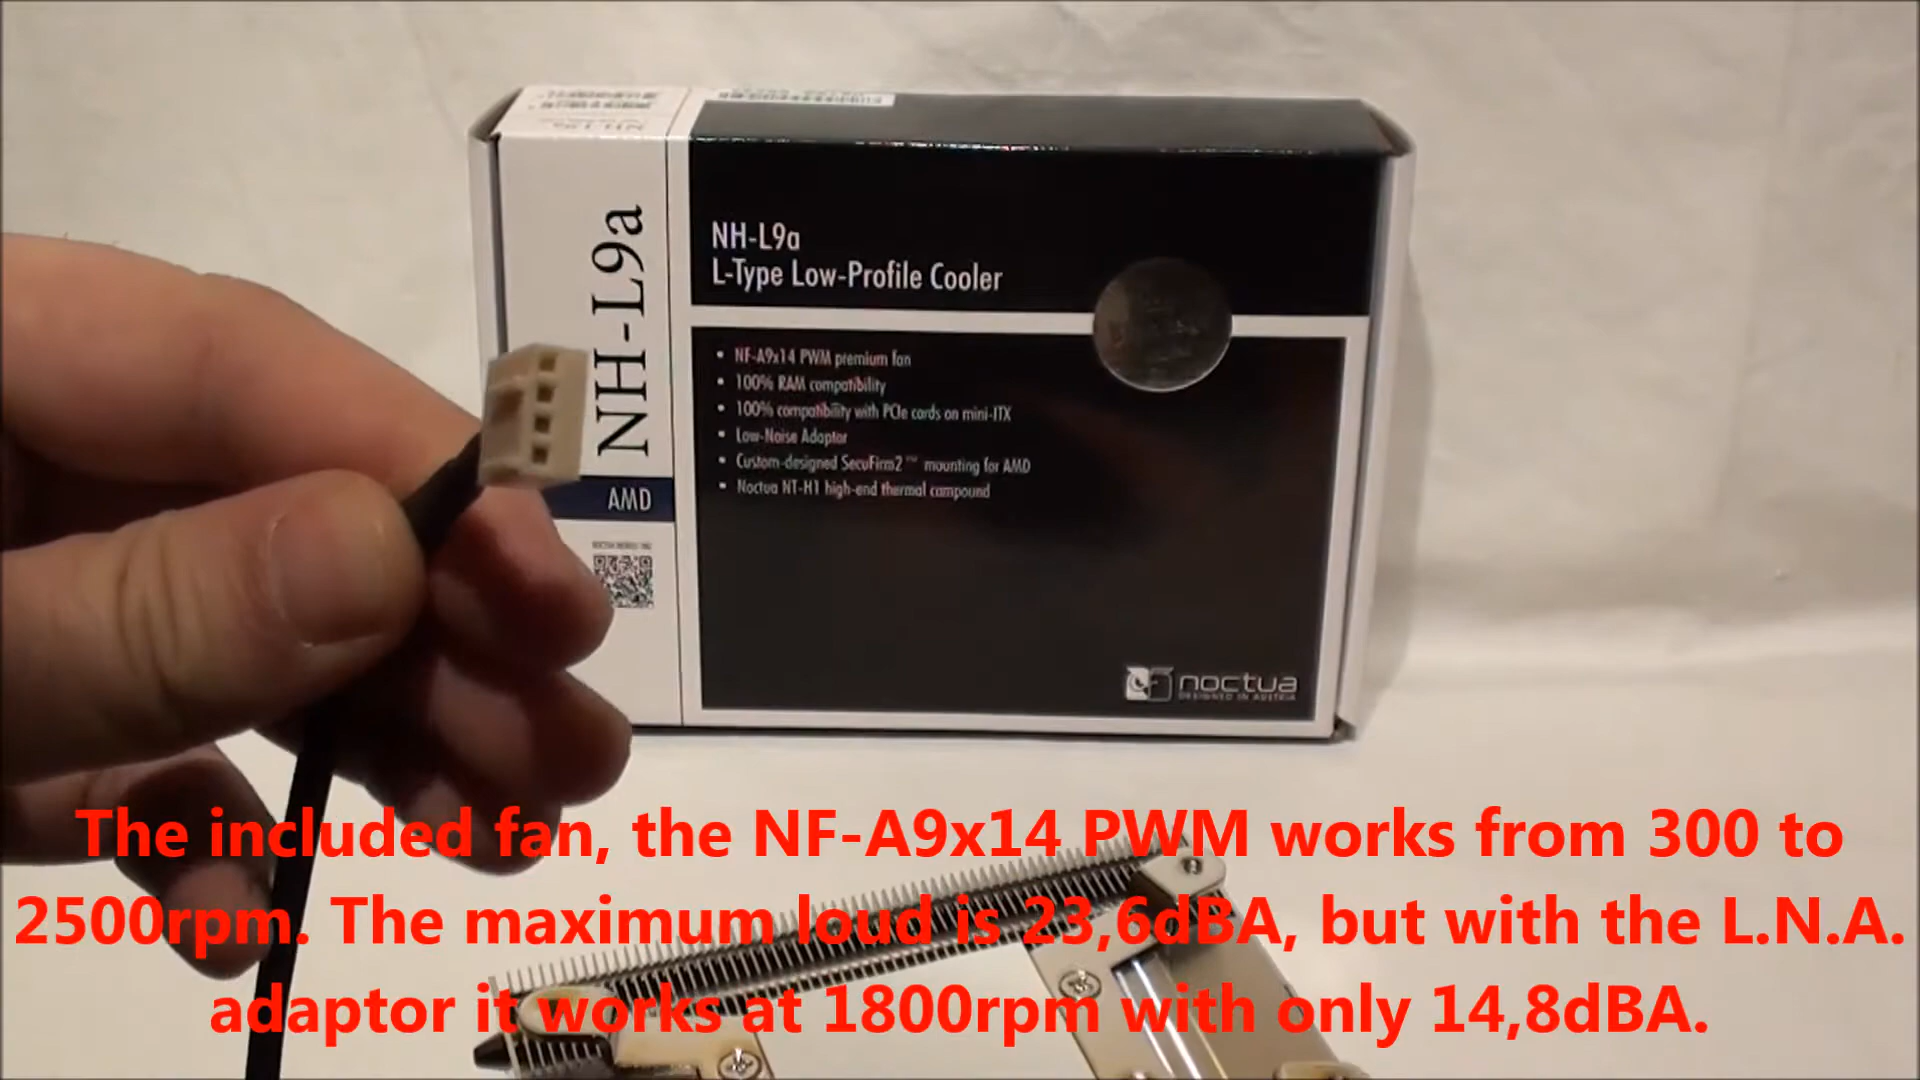 NH-L9a
AMD
NH-L9a
L-Type Low-Profile Cooler
• NF-A9x14 PWM premium fan
• 100% RAM compatibility
• 100% compatibility with PCIe cards on mini-ITX
• Low-Noise Adaptor
• Custom-designed SecuFirm2™ mounting for AMD
• Noctua NT-H1 high-end thermal compound
noctua
DESIGNED IN AUSTRIA
The included fan, the NF-A9x14 PWM works from 300 to
2500rpm. The maximum loud is 23,6dBA, but with the L.N.A.
adaptor it works at 1800rpm with only 14,8dBA.